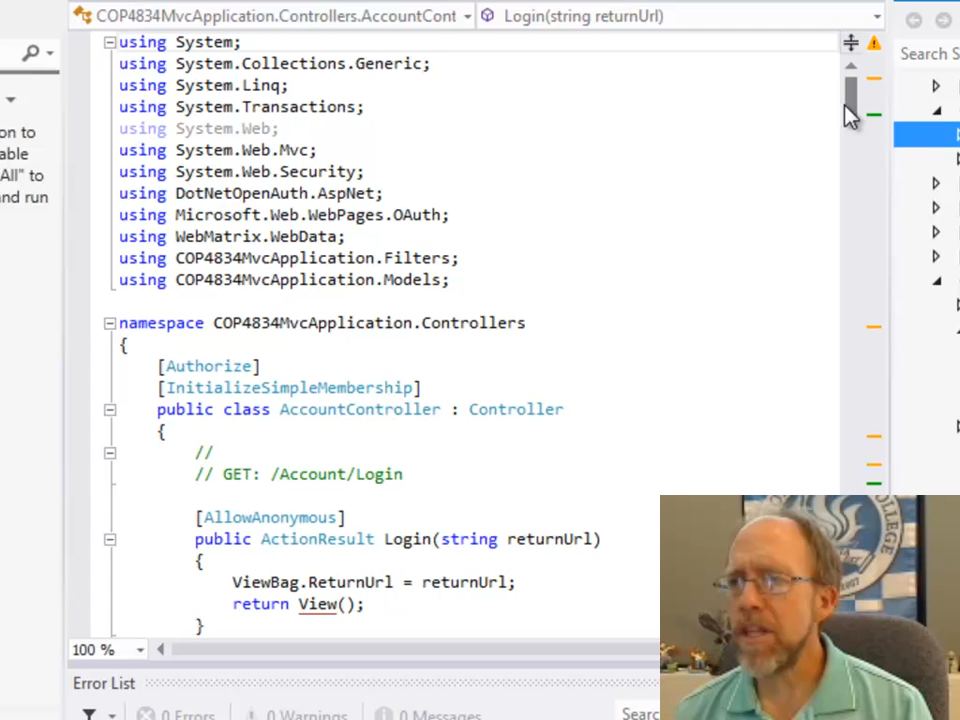 COP4834MvcApplication.Controllers.AccountCont
Login(string returnUrl)
using System;
using System.Collections.Generic;
using System.Linq;
using System.Transactions;
using System.Web;
using System.Web.Mvc;
using System.Web.Security;
using DotNetOpenAuth.AspNet;
using Microsoft.Web.WebPages.OAuth;
using WebMatrix.WebData;
using COP4834MvcApplication.Filters;
using COP4834MvcApplication.Models;
namespace COP4834MvcApplication.Controllers
{
[Authorize]
[InitializeSimpleMembership]
public class AccountController : Controller
{
//
// GET: /Account/Login
[AllowAnonymous]
public ActionResult Login(string returnUrl)
{
ViewBag.ReturnUrl = returnUrl;
return View();
}
100 %
Error List
0 Errors
0 Warnings
0 Messages
Searc
on to
able
All" to
and run
Search S
COLLEGE